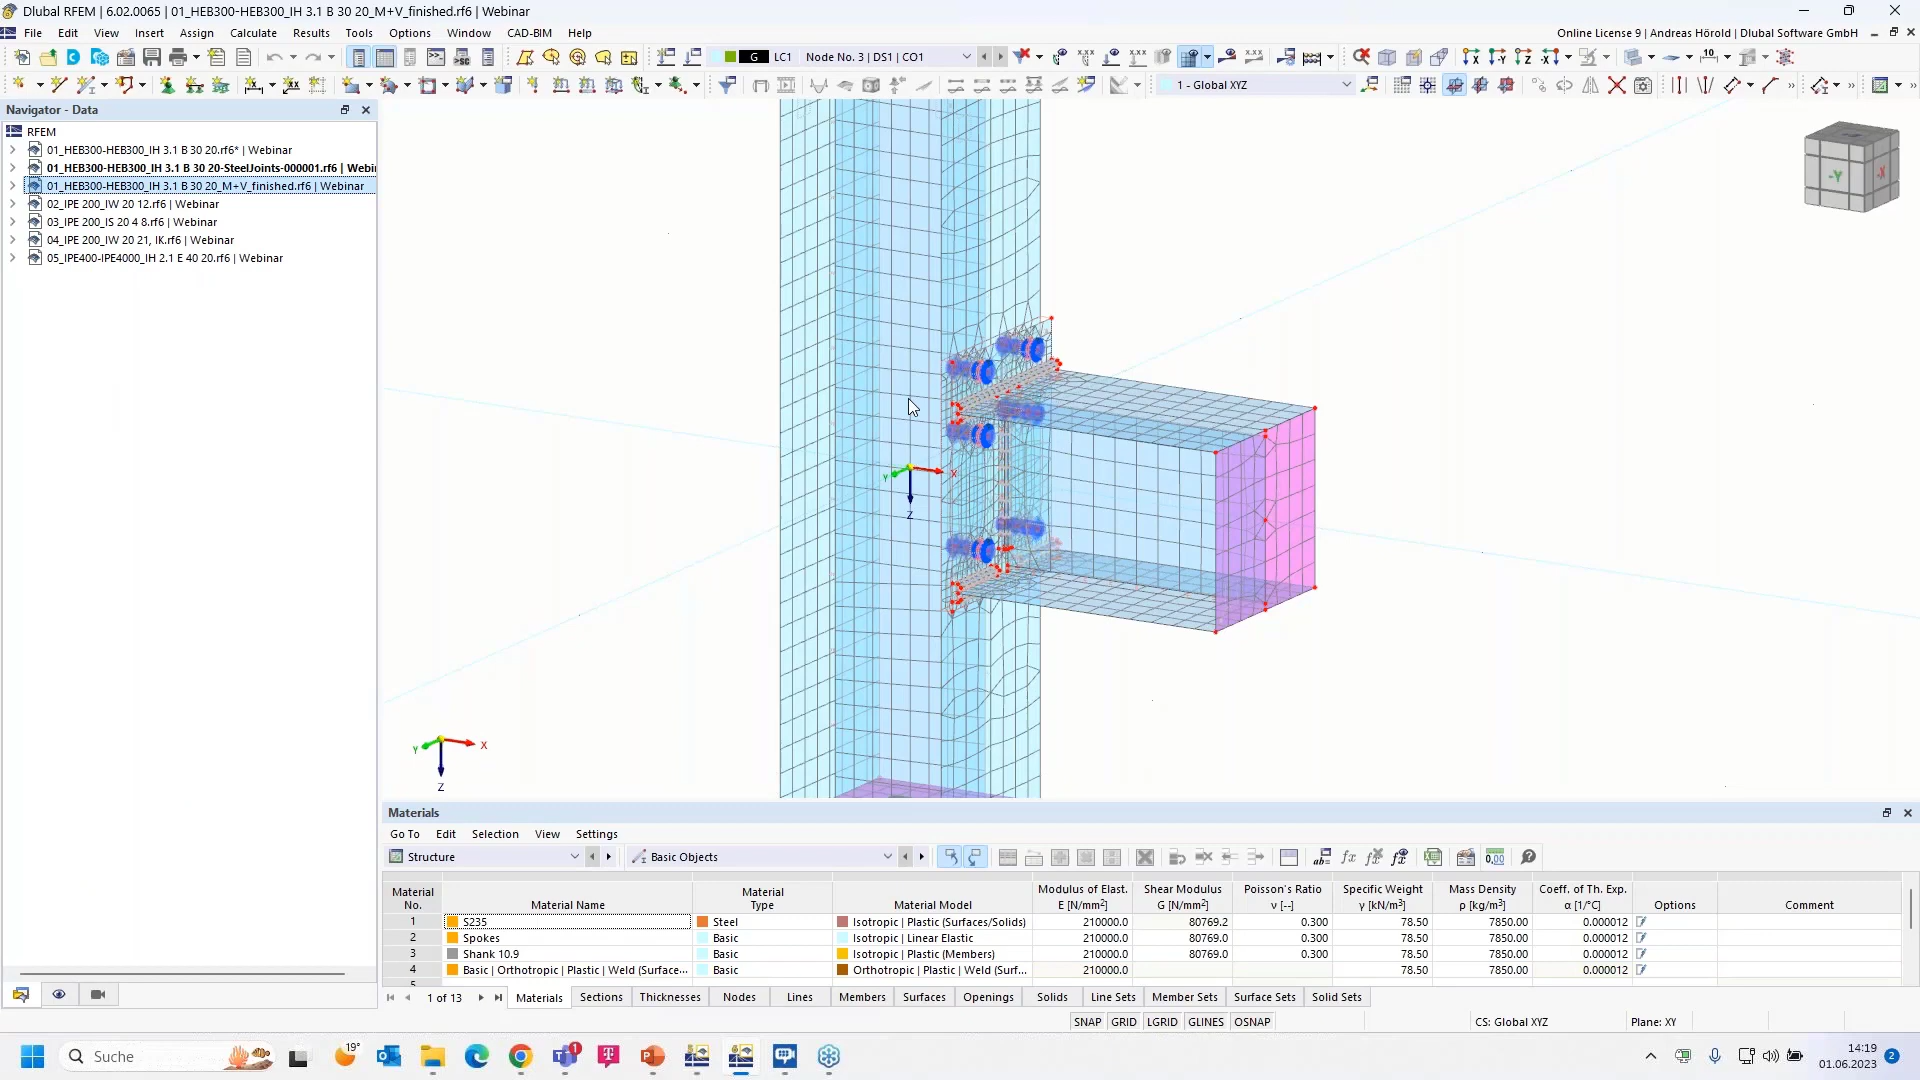 Dlubal RFEM | 6.02.0065 | 01_HEB300-HEB300_IH 3.1 B 30 20_M+V_finished.rf6 | Webinar
File Edit View Insert Assign Calculate Results Tools Options Window CAD-BIM Help
Online License 9 | Andreas Hörold | Dlubal Software GmbH
G LC1 Node No. 3 | DS1 | CO1
1 - Global XYZ
Navigator - Data
RFEM
01_HEB300-HEB300_IH 3.1 B 30 20.rf6* | Webinar
01_HEB300-HEB300_IH 3.1 B 30 20-SteelJoints-000001.rf6 | Webi
01_HEB300-HEB300_IH 3.1 B 30 20_M+V_finished.rf6 | Webinar
02_IPE 200_IW 20 12.rf6 | Webinar
03_IPE 200_IS 20 4 8.rf6 | Webinar
04_IPE 200_IW 20 21, IK.rf6 | Webinar
05_IPE400-IPE4000_IH 2.1 E 40 20.rf6 | Webinar
-Y -X
Y X Z
Y X Z
Materials
Go To Edit Selection View Settings
Structure Basic Objects
Material No. Material Name Material Type Material Model Modulus of Elast. E [N/mm2] Shear Modulus G [N/mm2] Poisson's Ratio ν [--] Specific Weight γ [kN/m3] Mass Density ρ [kg/m3] Coeff. of Th. Exp. α [1/°C] Options Comment
1 S235 Steel Isotropic | Plastic (Surfaces/Solids) 210000.0 80769.2 0.300 78.50 7850.00 0.000012
2 Spokes Basic Isotropic | Linear Elastic 210000.0 80769.0 0.300 78.50 7850.00 0.000012
3 Shank 10.9 Basic Isotropic | Plastic (Members) 210000.0 80769.0 0.300 78.50 7850.00 0.000012
4 Basic | Orthotropic | Plastic | Weld (Surface... Basic Orthotropic | Plastic | Weld (Surf... 210000.0 78.50 7850.00 0.000012
1 of 13 Materials Sections Thicknesses Nodes Lines Members Surfaces Openings Solids Line Sets Member Sets Surface Sets Solid Sets
SNAP GRID LGRID GLINES OSNAP CS: Global XYZ Plane: XY
Suche 19° 1 14:19
01.06.2023 2